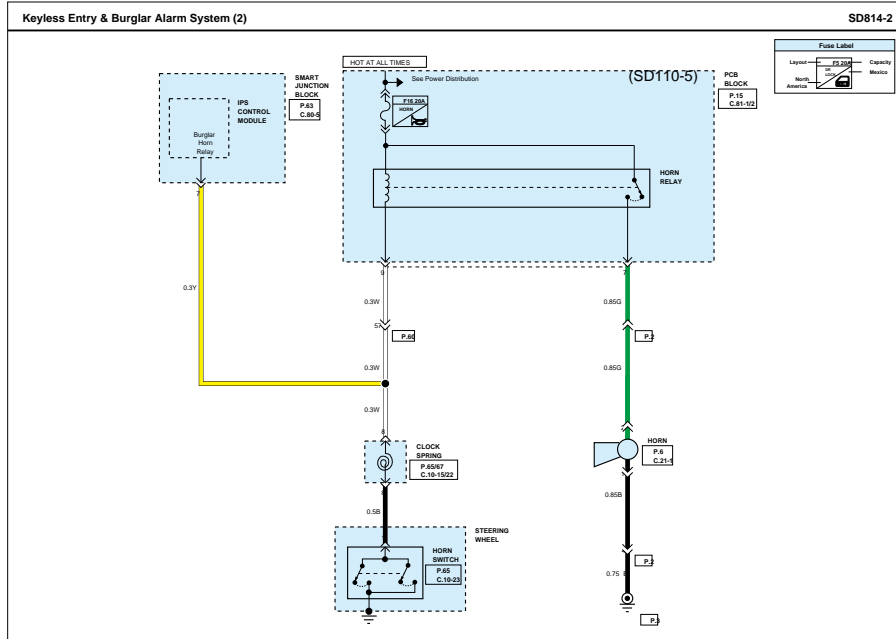 Keyless Entry & Burglar Alarm System (2)
SD814-2
Fuse Label
Layout
F5 20A
Capacity
DR
LOCK
Mexico
North
America
HOT AT ALL TIMES
See Power Distribution
(SD110-5)
SMART
JUNCTION
BLOCK
P.63
C.80-5
IPS
CONTROL
MODULE
Burglar
Horn
Relay
F16 20A
HORN
PCB
BLOCK
P.15
C.81-1/2
HORN
RELAY
7
9
7
0.3Y
0.3W
0.85G
57
P.60
P.2
0.3W
0.85G
0.3W
8
CLOCK
SPRING
P.65/67
C.10-15/22
HORN
P.6
C.21-1
0.5B
0.85B
STEERING
WHEEL
HORN
SWITCH
P.65
C.10-23
P.2
0.75
P.3